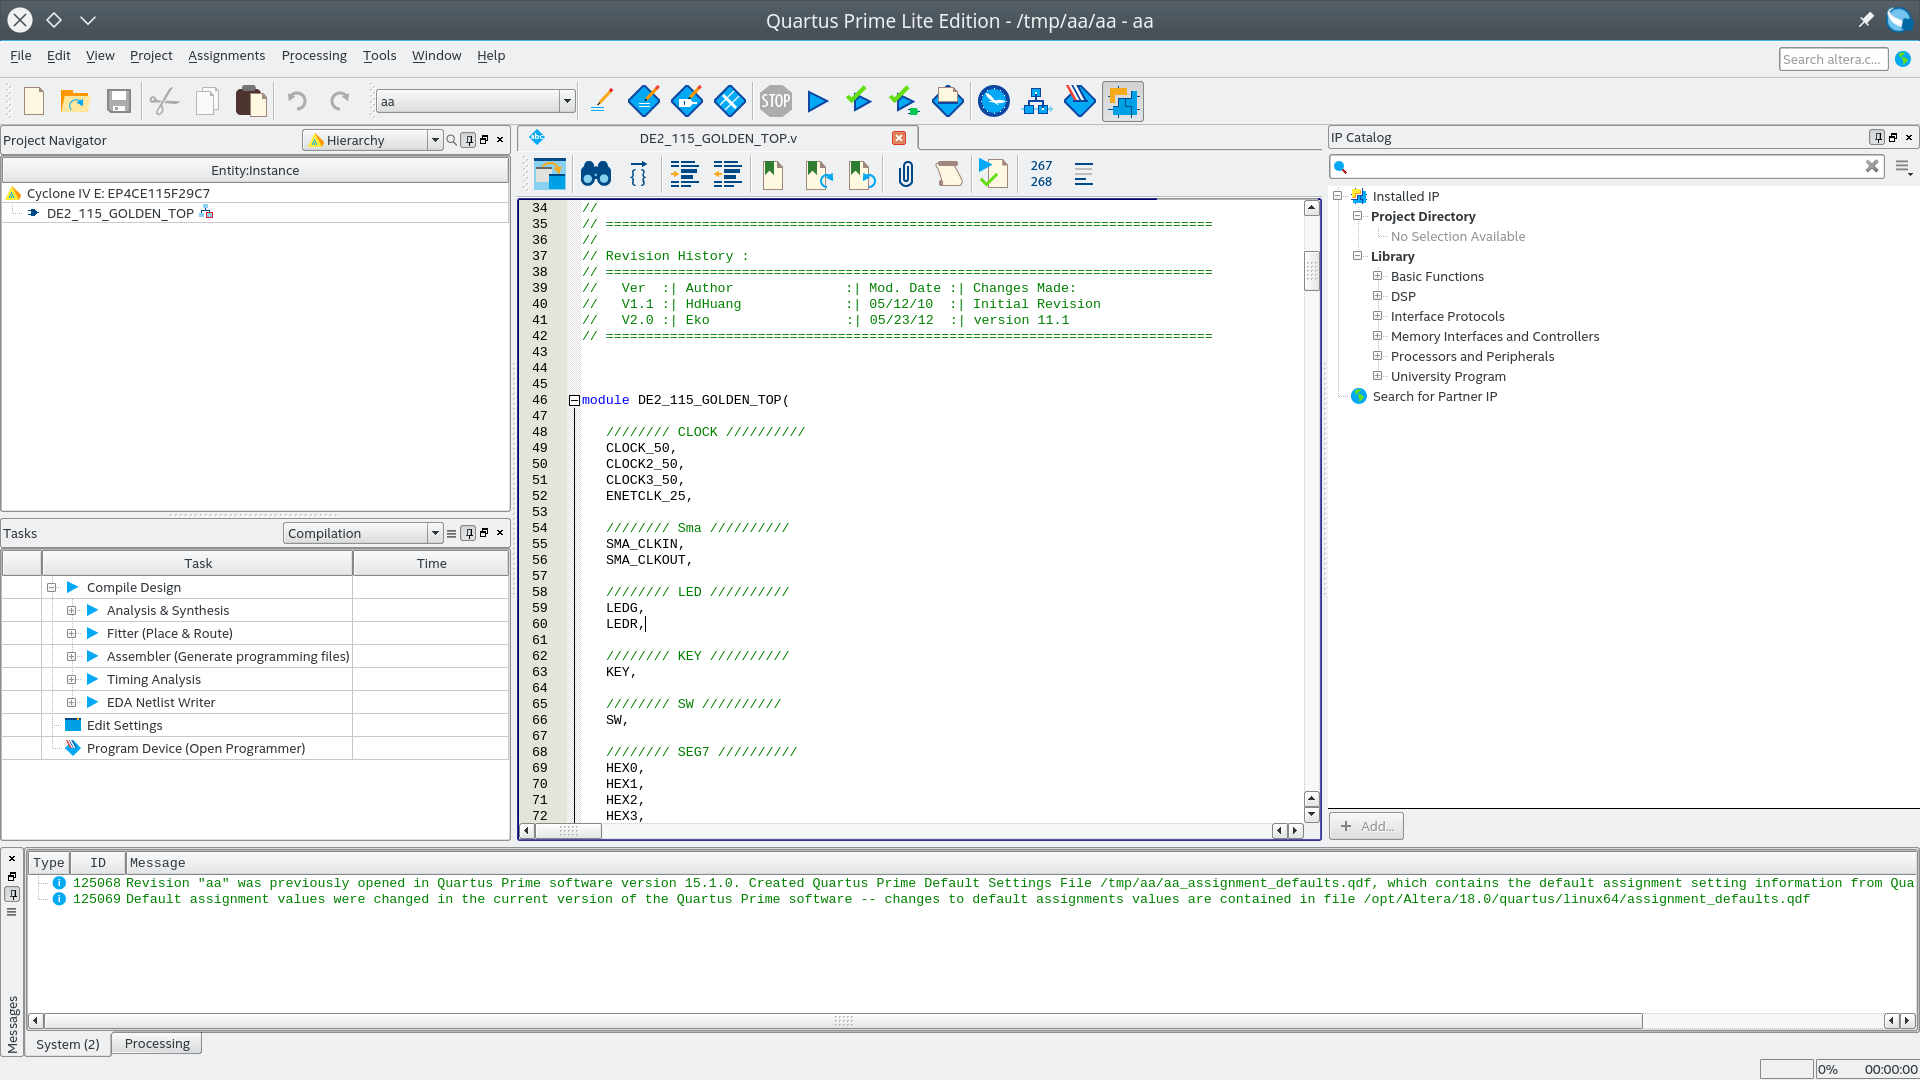 Quartus Prime Lite Edition - /tmp/aa/aa - aa
File Edit View Project Assignments Processing Tools Window Help
Search altera.c...
aa
STOP
Project Navigator
Hierarchy
Entity:Instance
Cyclone IV E: EP4CE115F29C7
DE2_115_GOLDEN_TOP
Tasks
Compilation
Task Time
Compile Design
Analysis & Synthesis
Fitter (Place & Route)
Assembler (Generate programming files)
Timing Analysis
EDA Netlist Writer
Edit Settings
Program Device (Open Programmer)
abc
DE2_115_GOLDEN_TOP.v
267
268
34 //
35 // ============================================================================
36 //
37 // Revision History :
38 // ============================================================================
39 //   Ver  :| Author              :| Mod. Date :| Changes Made:
40 //   V1.1 :| HdHuang             :| 05/12/10  :| Initial Revision
41 //   V2.0 :| Eko                 :| 05/23/12  :| version 11.1
42 // ============================================================================
43
44
45
46 module DE2_115_GOLDEN_TOP(
47
48 //////// CLOCK //////////
49 CLOCK_50,
50 CLOCK2_50,
51 CLOCK3_50,
52 ENETCLK_25,
53
54 //////// Sma //////////
55 SMA_CLKIN,
56 SMA_CLKOUT,
57
58 //////// LED //////////
59 LEDG,
60 LEDR,
61
62 //////// KEY //////////
63 KEY,
64
65 //////// SW //////////
66 SW,
67
68 //////// SEG7 //////////
69 HEX0,
70 HEX1,
71 HEX2,
72 HEX3,
IP Catalog
Installed IP
Project Directory
No Selection Available
Library
Basic Functions
DSP
Interface Protocols
Memory Interfaces and Controllers
Processors and Peripherals
University Program
Search for Partner IP
+ Add...
Messages
Type ID Message
125068 Revision "aa" was previously opened in Quartus Prime software version 15.1.0. Created Quartus Prime Default Settings File /tmp/aa/aa_assignment_defaults.qdf, which contains the default assignment setting information from Qua
125069 Default assignment values were changed in the current version of the Quartus Prime software -- changes to default assignments values are contained in file /opt/Altera/18.0/quartus/linux64/assignment_defaults.qdf
System (2) Processing
0% 00:00:00